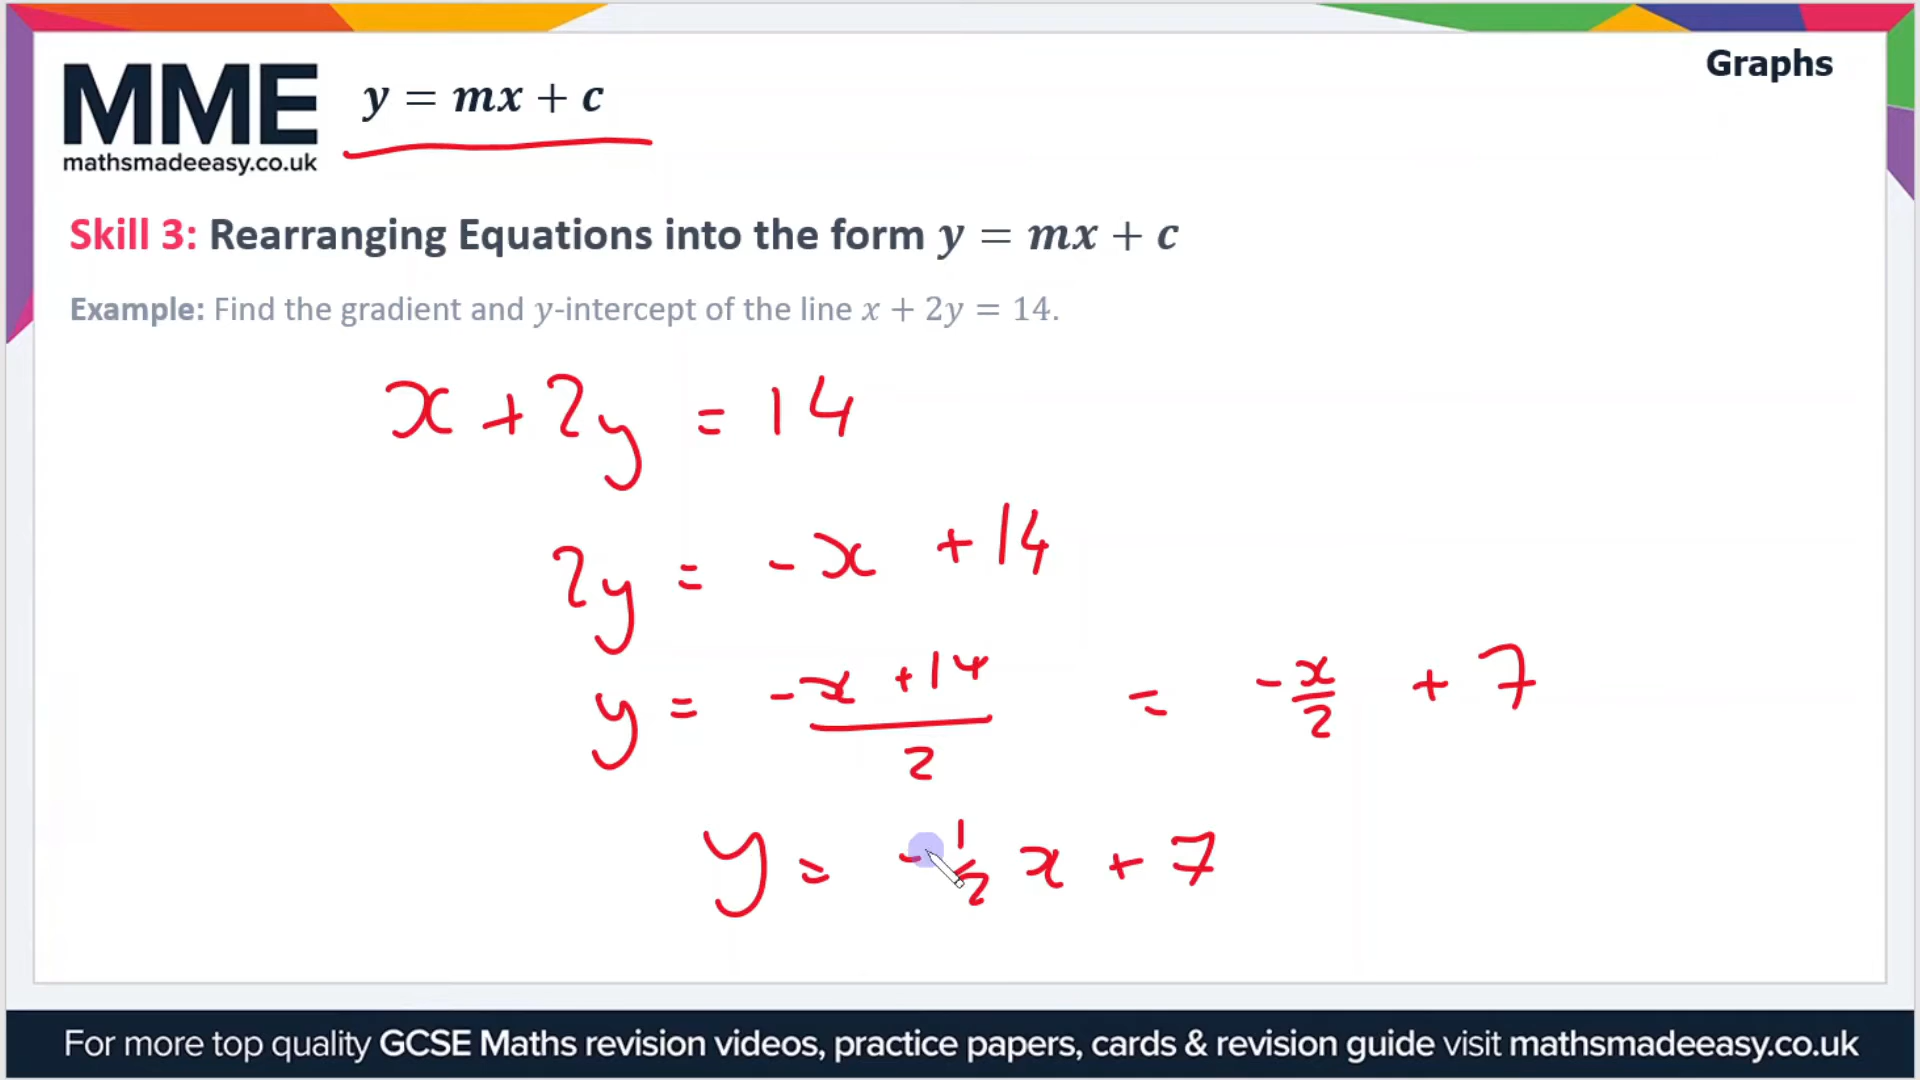 Graphs
MME
mathsmadeeasy.co.uk
y = mx + c
Skill 3: Rearranging Equations into the form y = mx + c
Example: Find the gradient and y-intercept of the line x + 2y = 14.
x + 2y = 14
2y = -x + 14
y = (-x + 14)/2 = -x/2 + 7
y = -1/2 x + 7
For more top quality GCSE Maths revision videos, practice papers, cards & revision guide visit mathsmadeeasy.co.uk